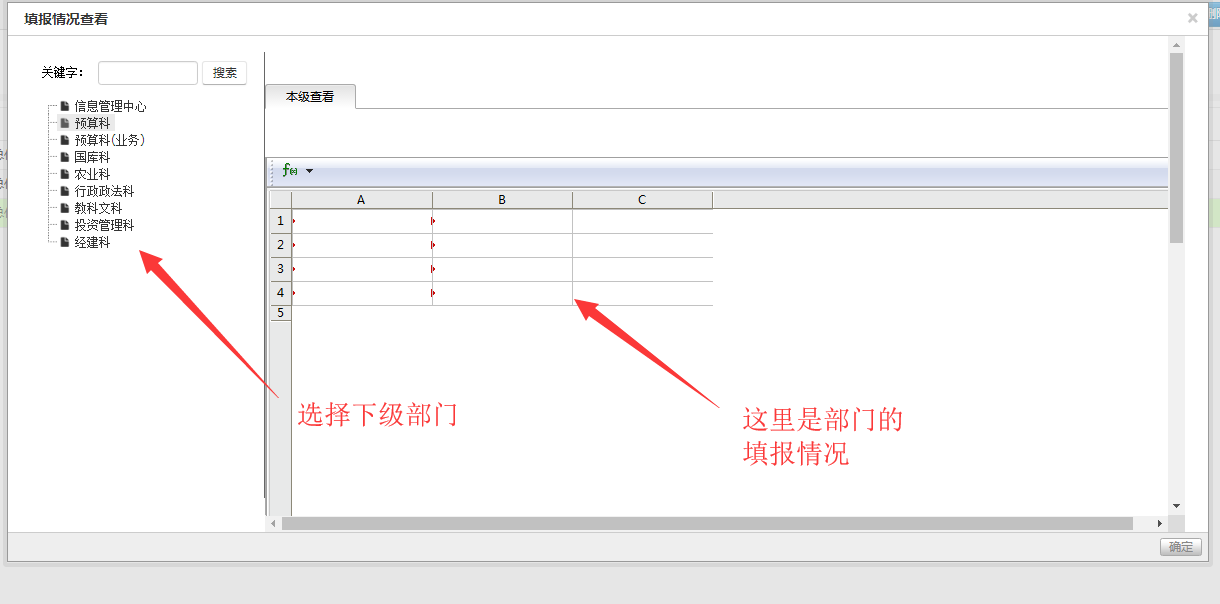 填报情况查看
关键字：
搜索
信息管理中心
预算科
预算科(业务)
国库科
农业科
行政政法科
教科文科
投资管理科
经建科
本级查看
A B C
1
2
3
4
5
选择下级部门
这里是部门的
填报情况
确定